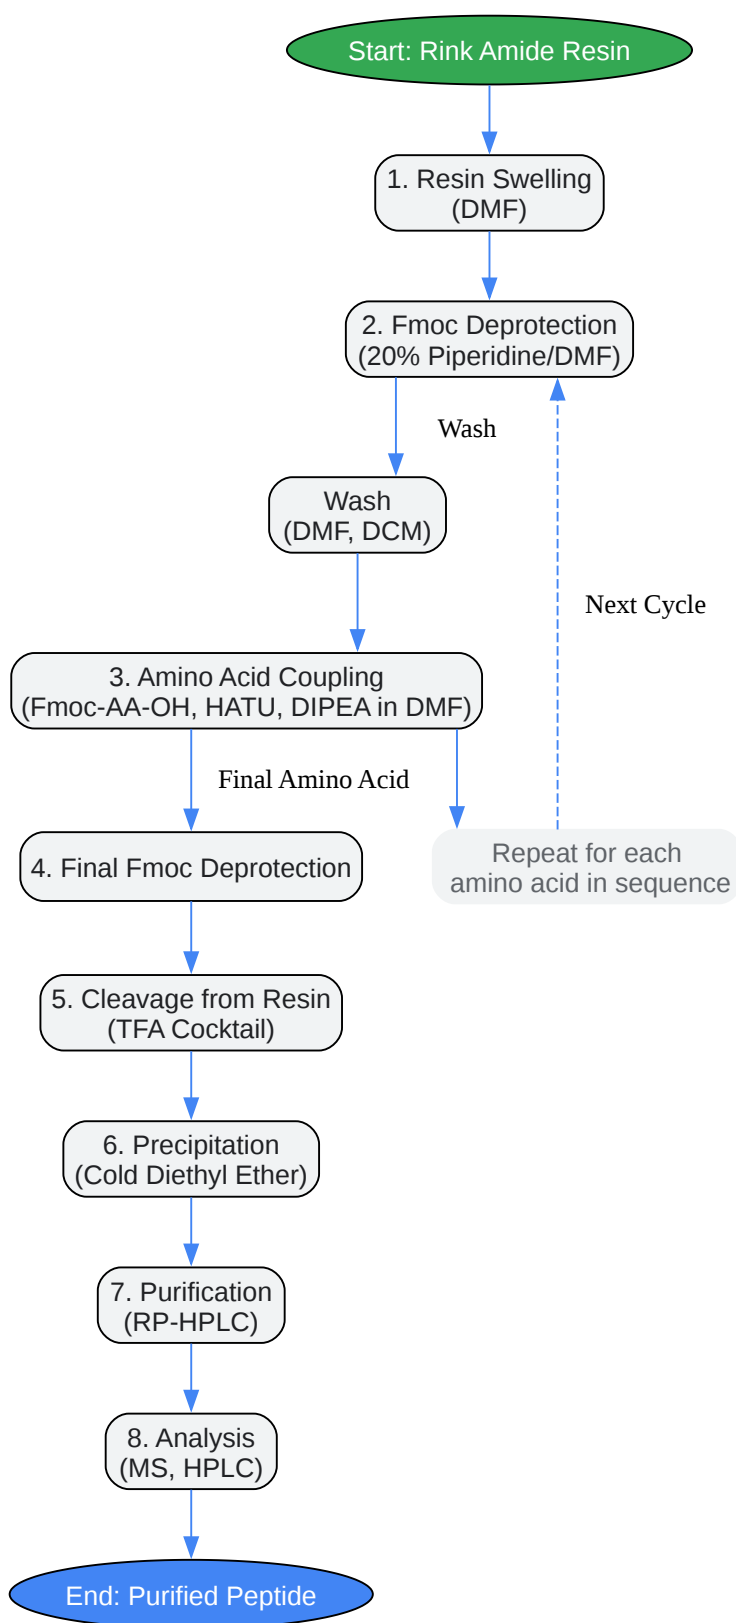 Start: Rink Amide Resin
1. Resin Swelling
(DMF)
2. Fmoc Deprotection
(20% Piperidine/DMF)
Wash
Wash
(DMF, DCM)
Next Cycle
3. Amino Acid Coupling
(Fmoc-AA-OH, HATU, DIPEA in DMF)
Final Amino Acid
4. Final Fmoc Deprotection
Repeat for each
amino acid in sequence
5. Cleavage from Resin
(TFA Cocktail)
6. Precipitation
(Cold Diethyl Ether)
7. Purification
(RP-HPLC)
8. Analysis
(MS, HPLC)
End: Purified Peptide